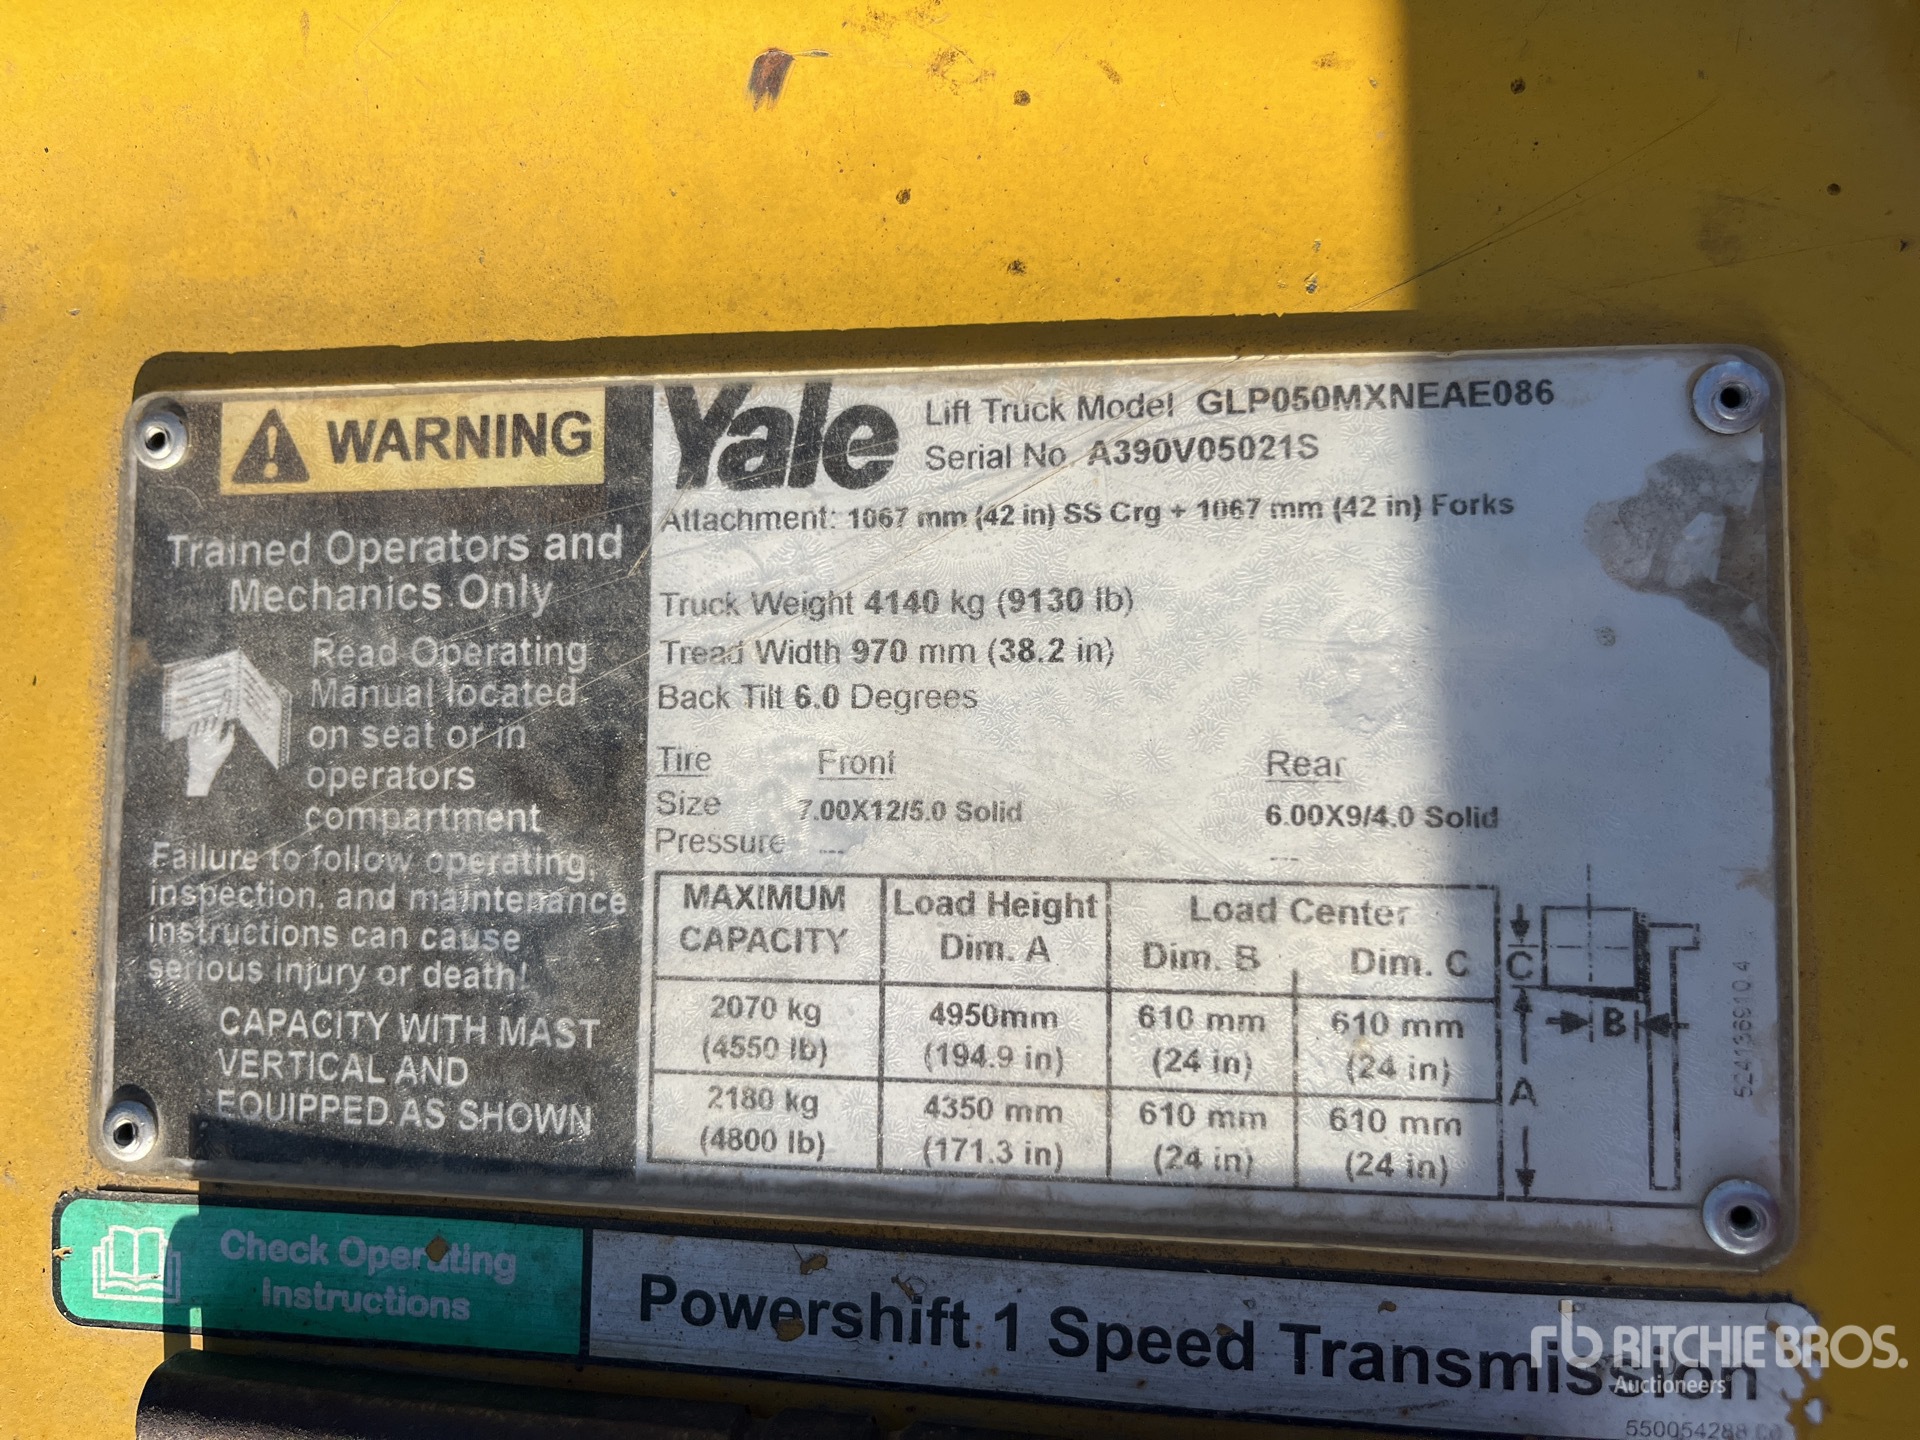 WARNING
Trained Operators and
Mechanics Only
Read Operating
Manual located
on seat or in
operators
compartment
Failure to follow operating,
inspection, and maintenance
instructions can cause
serious injury or death!
CAPACITY WITH MAST
VERTICAL AND
EQUIPPED AS SHOWN
Yale
Lift Truck Model GLP050MXNEAE086
Serial No. A390V05021S
Attachment: 1067 mm (42 in) SS Crg + 1067 mm (42 in) Forks
Truck Weight 4140 kg (9130 lb)
Tread Width 970 mm (38.2 in)
Back Tilt 6.0 Degrees
Tire Front Rear
Size 7.00X12/5.0 Solid 6.00X9/4.0 Solid
Pressure --- ---
MAXIMUM CAPACITY Load Height Dim. A Load Center Dim. B Dim. C
2070 kg 4950mm 610 mm 610 mm
(4550 lb) (194.9 in) (24 in) (24 in)
2180 kg 4350 mm 610 mm 610 mm
(4800 lb) (171.3 in) (24 in) (24 in)
C
B
A
524136910 4
Check Operating
Instructions
Powershift 1 Speed Transmission
550054288
rb RITCHIE BROS.
Auctioneers